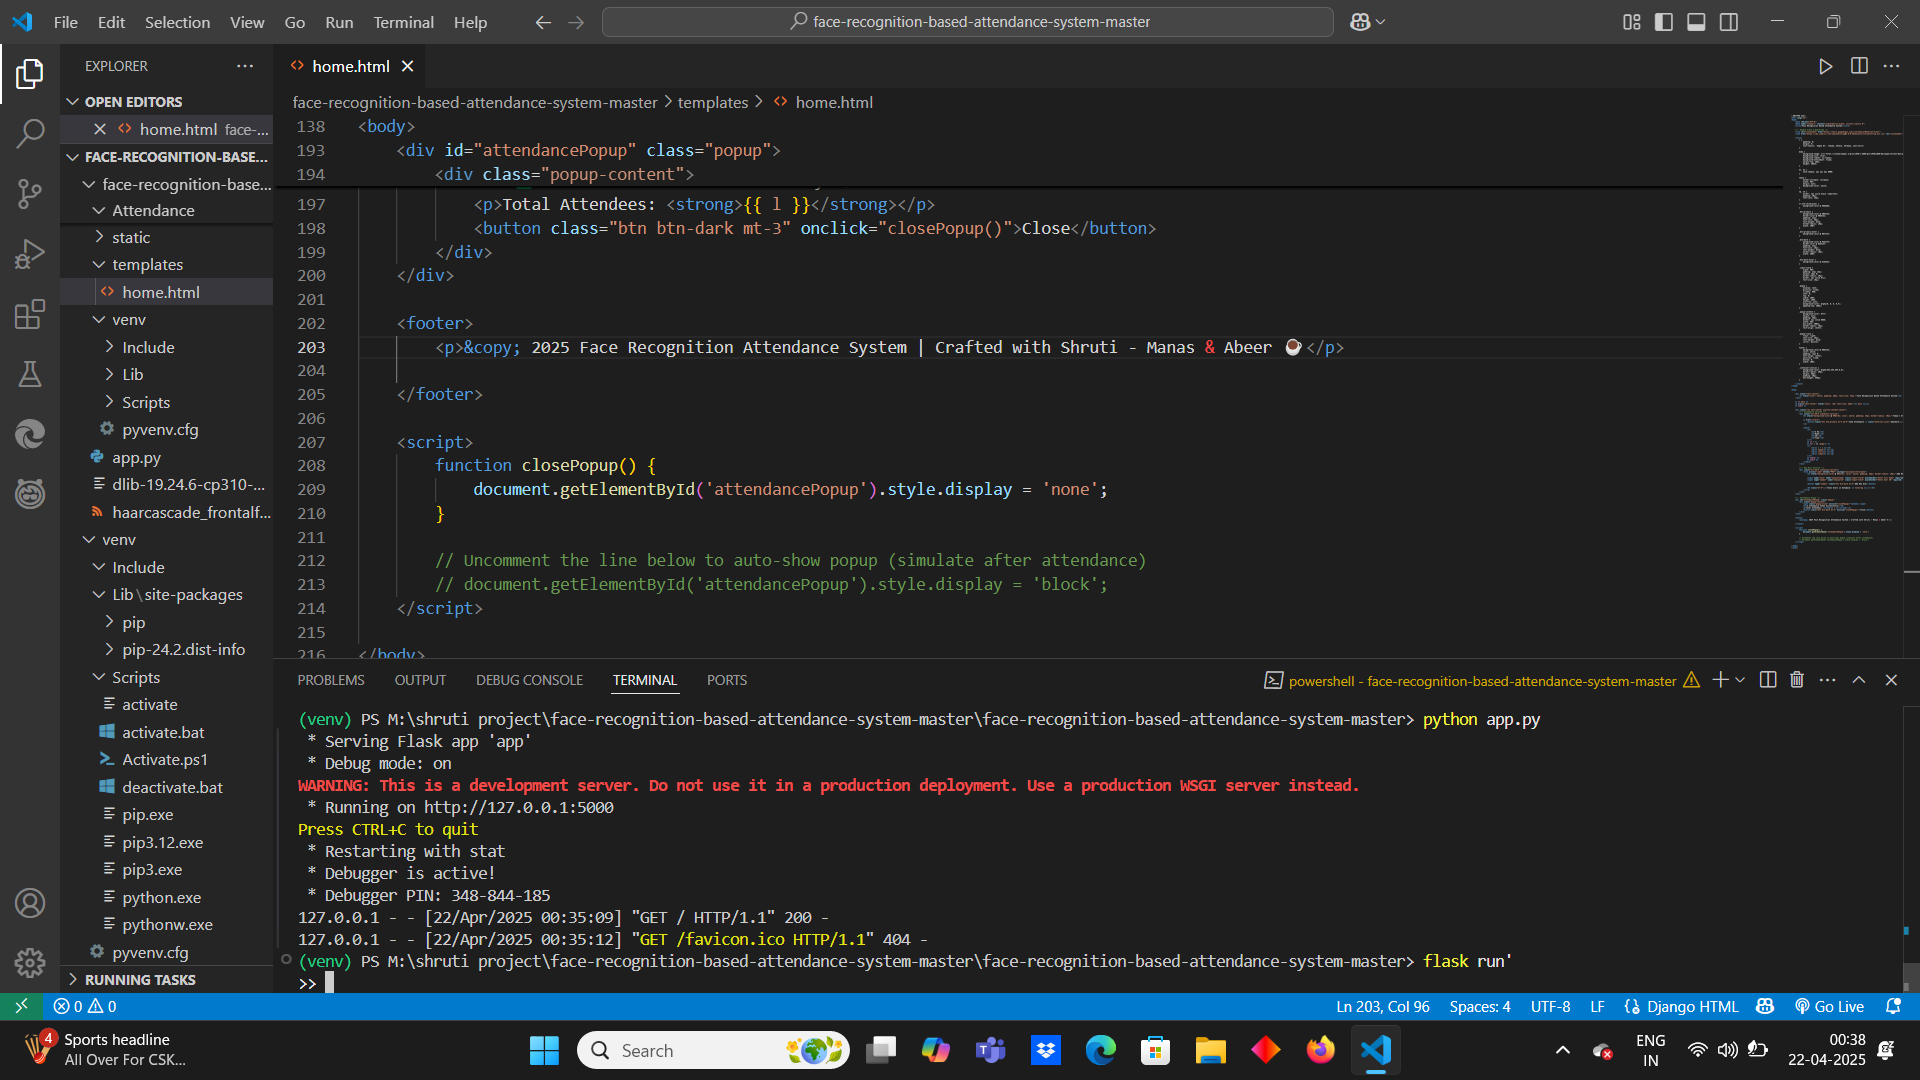 File Edit Selection View Go Run Terminal Help
face-recognition-based-attendance-system-master
EXPLORER
OPEN EDITORS
home.html face-...
FACE-RECOGNITION-BASE...
face-recognition-base...
Attendance
static
templates
home.html
venv
Include
Lib
Scripts
pyvenv.cfg
app.py
dlib-19.24.6-cp310-...
haarcascade_frontalf...
venv
Include
Lib\site-packages
pip
pip-24.2.dist-info
Scripts
activate
activate.bat
Activate.ps1
deactivate.bat
pip.exe
pip3.12.exe
pip3.exe
python.exe
pythonw.exe
pyvenv.cfg
RUNNING TASKS
home.html
face-recognition-based-attendance-system-master > templates > home.html
138 <body>
193 <div id="attendancePopup" class="popup">
194 <div class="popup-content">
197 <p>Total Attendees: <strong>{{ l }}</strong></p>
198 <button class="btn btn-dark mt-3" onclick="closePopup()">Close</button>
199 </div>
200 </div>
201
202 <footer>
203 <p>&copy; 2025 Face Recognition Attendance System | Crafted with Shruti - Manas & Abeer ☕</p>
204
205 </footer>
206
207 <script>
208 function closePopup() {
209 document.getElementById('attendancePopup').style.display = 'none';
210 }
211
212 // Uncomment the line below to auto-show popup (simulate after attendance)
213 // document.getElementById('attendancePopup').style.display = 'block';
214 </script>
215
216 </body>
PROBLEMS OUTPUT DEBUG CONSOLE TERMINAL PORTS
powershell - face-recognition-based-attendance-system-master
(venv) PS M:\shruti project\face-recognition-based-attendance-system-master\face-recognition-based-attendance-system-master> python app.py
* Serving Flask app 'app'
* Debug mode: on
WARNING: This is a development server. Do not use it in a production deployment. Use a production WSGI server instead.
* Running on http://127.0.0.1:5000
Press CTRL+C to quit
* Restarting with stat
* Debugger is active!
* Debugger PIN: 348-844-185
127.0.0.1 - - [22/Apr/2025 00:35:09] "GET / HTTP/1.1" 200 -
127.0.0.1 - - [22/Apr/2025 00:35:12] "GET /favicon.ico HTTP/1.1" 404 -
(venv) PS M:\shruti project\face-recognition-based-attendance-system-master\face-recognition-based-attendance-system-master> flask run'
>>
0 0
Ln 203, Col 96 Spaces: 4 UTF-8 LF {} Django HTML Go Live
4
Sports headline
All Over For CSK...
Search
ENG
IN
00:38
22-04-2025